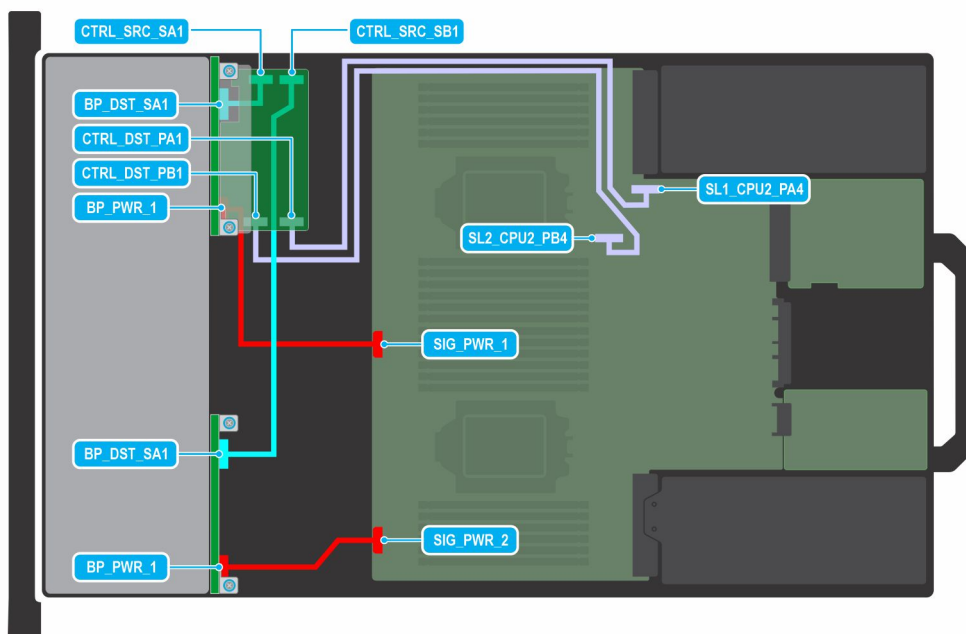 CTRL_SRC_SA1
CTRL_SRC_SB1
BP_DST_SA1
CTRL_DST_PA1
CTRL_DST_PB1
BP_PWR_1
SL1_CPU2_PA4
SL2_CPU2_PB4
SIG_PWR_1
BP_DST_SA1
SIG_PWR_2
BP_PWR_1